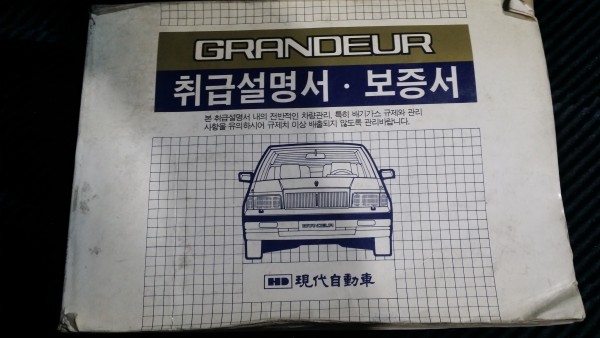 GRANDEUR
취급설명서 · 보증서
본 취급설명서 내의 전반적인 차량관리, 특히 배기가스 규제와 관리
사항을 유의하시어 규제치 이상 배출되지 않도록 관리바랍니다.
GRANDEUR
HD 現代自動車